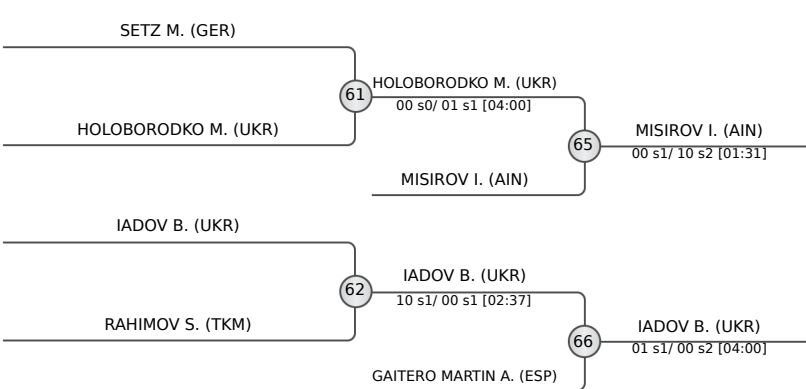 SETZ M. (GER)
61
HOLOBORODKO M. (UKR)
00 s0/ 01 s1 [04:00]
HOLOBORODKO M. (UKR)
65
MISIROV I. (AIN)
00 s1/ 10 s2 [01:31]
MISIROV I. (AIN)
IADOV B. (UKR)
62
IADOV B. (UKR)
10 s1/ 00 s1 [02:37]
RAHIMOV S. (TKM)
66
IADOV B. (UKR)
01 s1/ 00 s2 [04:00]
GAITERO MARTIN A. (ESP)